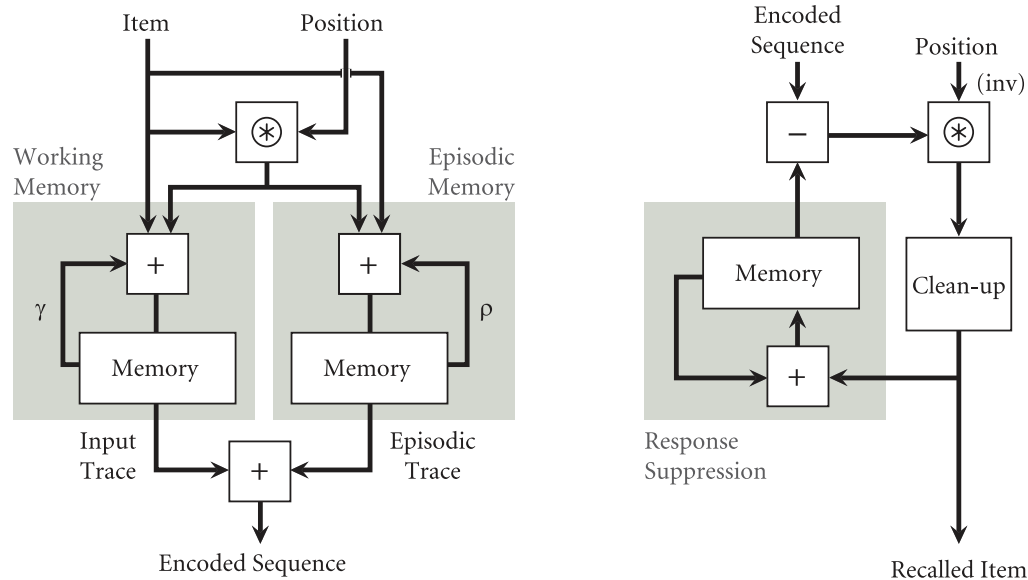 Item
Position
⊛
Working
Memory
Episodic
Memory
+
+
γ
ρ
Memory
Memory
Input
Trace
Episodic
Trace
+
Encoded Sequence
Encoded
Sequence
Position
(inv)
−
⊛
Memory
Clean-up
+
Response
Suppression
Recalled Item